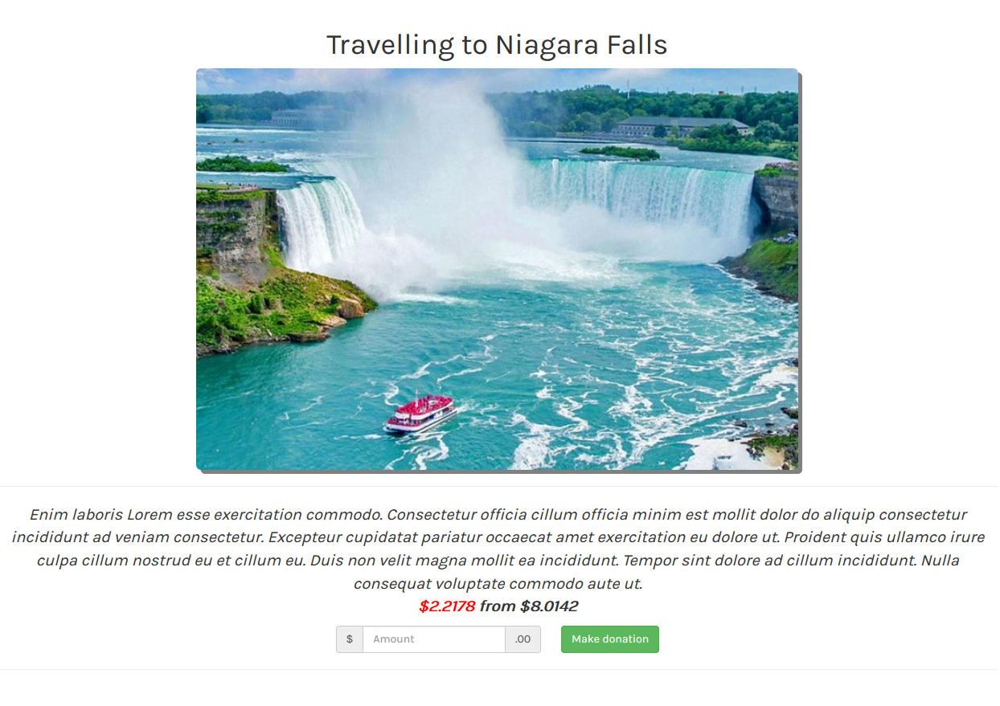 Travelling to Niagara Falls
Enim laboris Lorem esse exercitation commodo. Consectetur officia cillum officia minim est mollit dolor do aliquip consectetur
incididunt ad veniam consectetur. Excepteur cupidatat pariatur occaecat amet exercitation eu dolore ut. Proident quis ullamco irure
culpa cillum nostrud eu et cillum eu. Duis non velit magna mollit ea incididunt. Tempor sint dolore ad cillum incididunt. Nulla
consequat voluptate commodo aute ut.
$2.2178 from $8.0142
$ Amount .00 Make donation